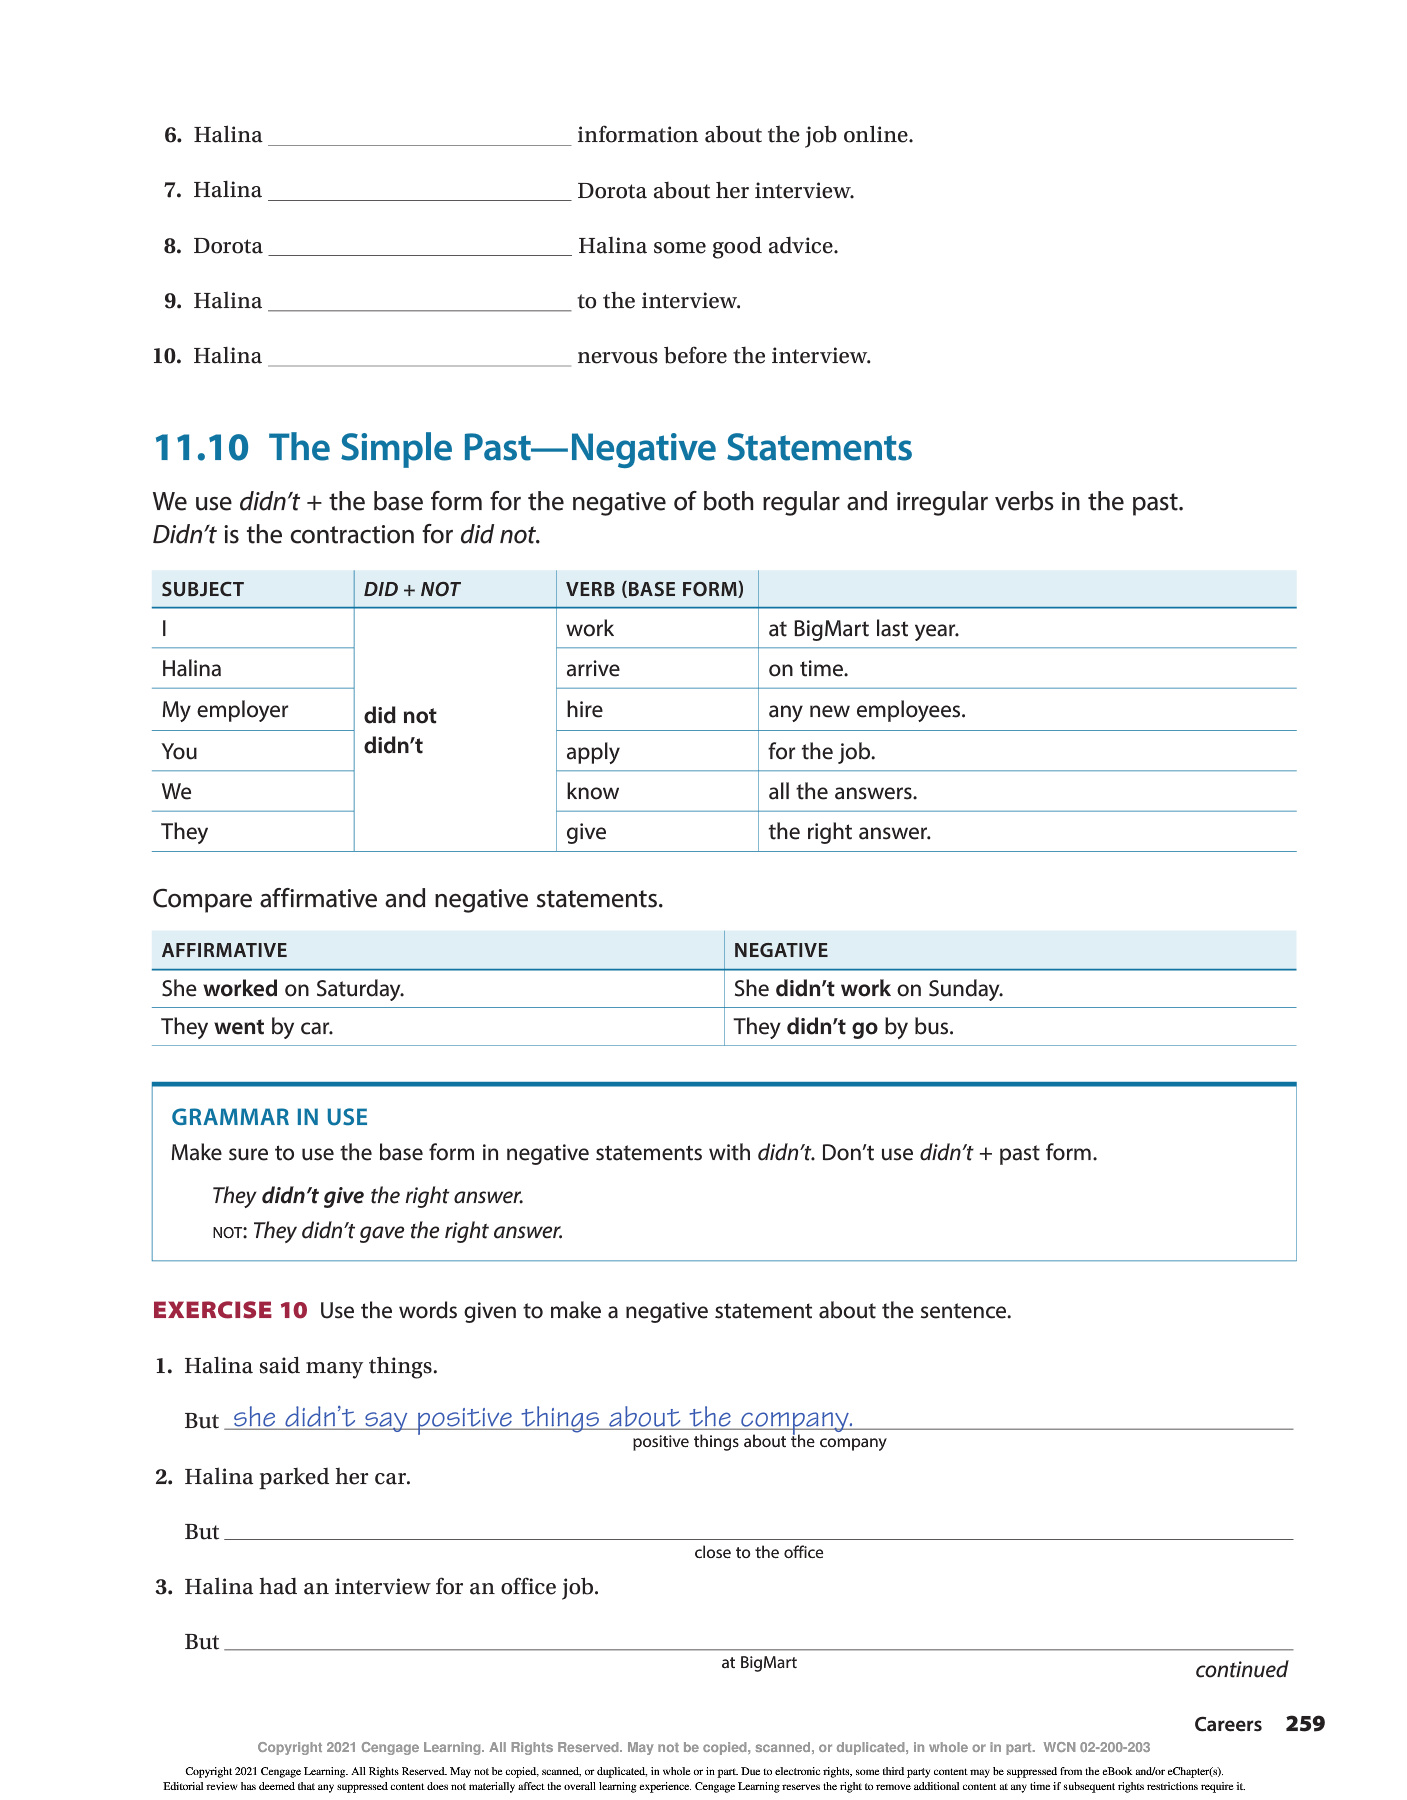 6. Halina ______ information about the job online.
7. Halina ______ Dorota about her interview.
8. Dorota ______ Halina some good advice.
9. Halina ______ to the interview.
10. Halina ______ nervous before the interview.
11.10 The Simple Past—Negative Statements
We use didn't + the base form for the negative of both regular and irregular verbs in the past.
Didn't is the contraction for did not.
SUBJECT DID + NOT VERB (BASE FORM)
I work at BigMart last year.
Halina arrive on time.
My employer hire any new employees.
did not
didn't
You apply for the job.
We know all the answers.
They give the right answer.
Compare affirmative and negative statements.
AFFIRMATIVE NEGATIVE
She worked on Saturday. She didn't work on Sunday.
They went by car. They didn't go by bus.
GRAMMAR IN USE
Make sure to use the base form in negative statements with didn't. Don't use didn't + past form.
They didn't give the right answer.
NOT: They didn't gave the right answer.
EXERCISE 10 Use the words given to make a negative statement about the sentence.
1. Halina said many things.
But she didn't say positive things about the company.
positive things about the company
2. Halina parked her car.
But ______
close to the office
3. Halina had an interview for an office job.
But ______
at BigMart
continued
Careers 259
Copyright 2021 Cengage Learning. All Rights Reserved. May not be copied, scanned, or duplicated, in whole or in part. WCN 02-200-203
Copyright 2021 Cengage Learning. All Rights Reserved. May not be copied, scanned, or duplicated, in whole or in part. Due to electronic rights, some third party content may be suppressed from the eBook and/or eChapter(s).
Editorial review has deemed that any suppressed content does not materially affect the overall learning experience. Cengage Learning reserves the right to remove additional content at any time if subsequent rights restrictions require it.